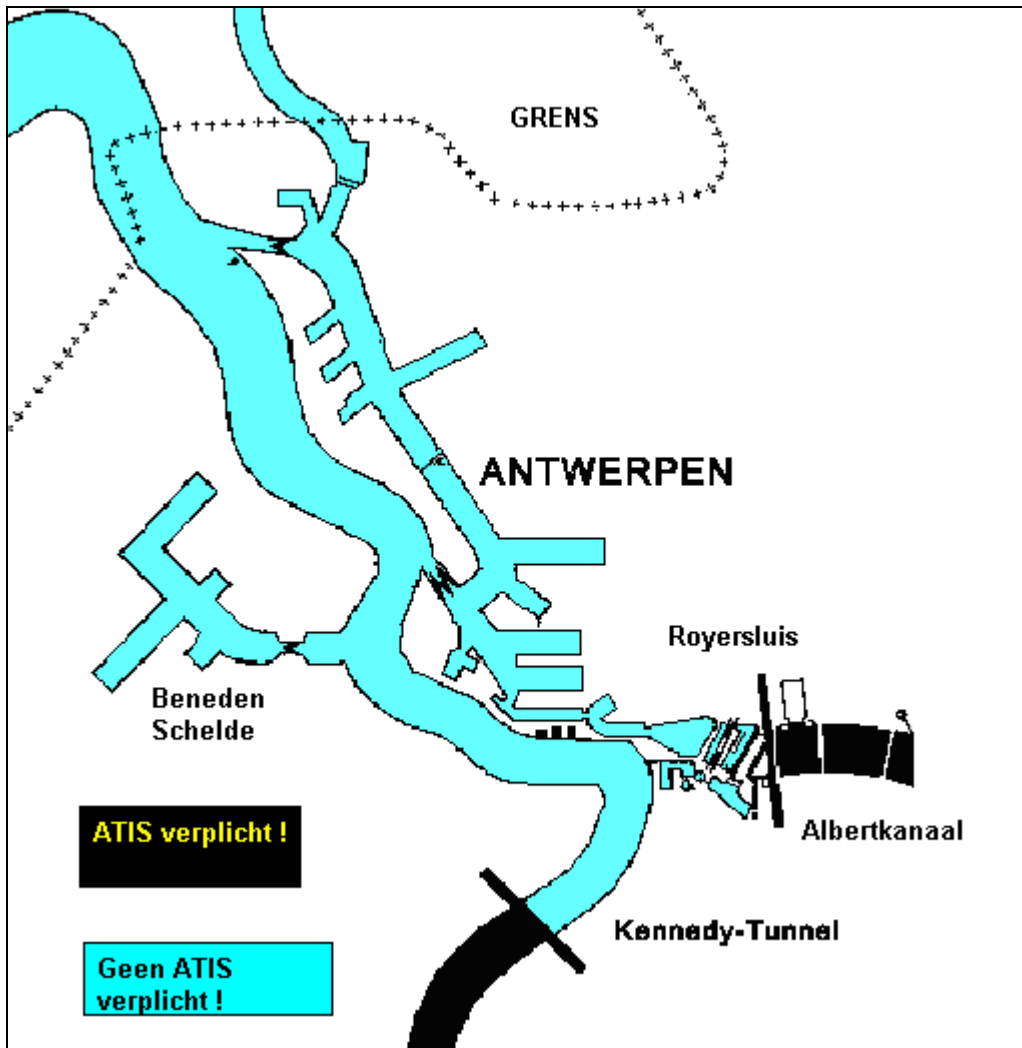 GRENS
ANTWERPEN
Royersluis
Beneden
Schelde
ATIS verplicht !
Albertkanaal
Kennedy-Tunnel
Geen ATIS
verplicht !